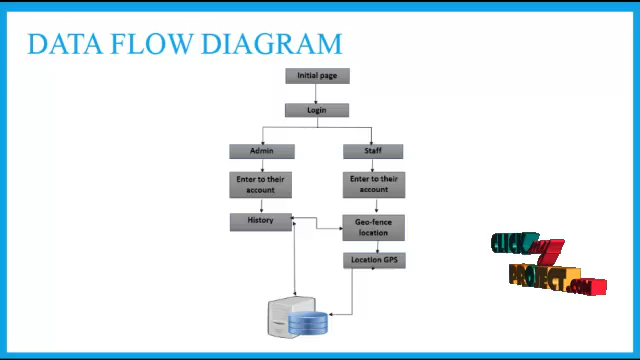 DATA FLOW DIAGRAM
Initial page
Login
Admin
Staff
Enter to their
account
Enter to their
account
History
Geo-fence
location
Location GPS
CLICK my
PROJECT.COM